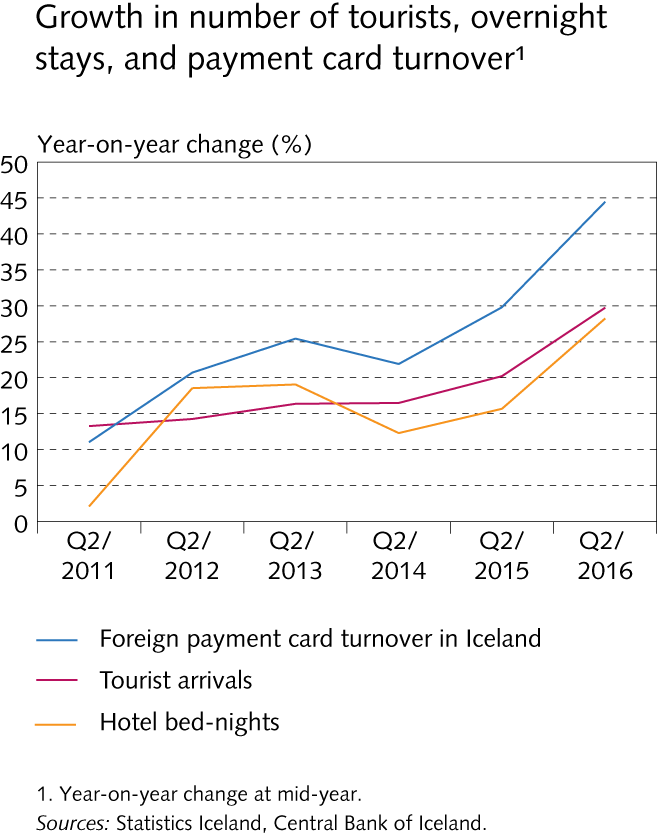 Growth in number of tourists, overnight
stays, and payment card turnover¹
Year-on-year change (%)
50
45
40
35
30
25
20
15
10
5
0
Q2/ Q2/ Q2/ Q2/ Q2/ Q2/
2011 2012 2013 2014 2015 2016
Foreign payment card turnover in Iceland
Tourist arrivals
Hotel bed-nights
1. Year-on-year change at mid-year.
Sources: Statistics Iceland, Central Bank of Iceland.